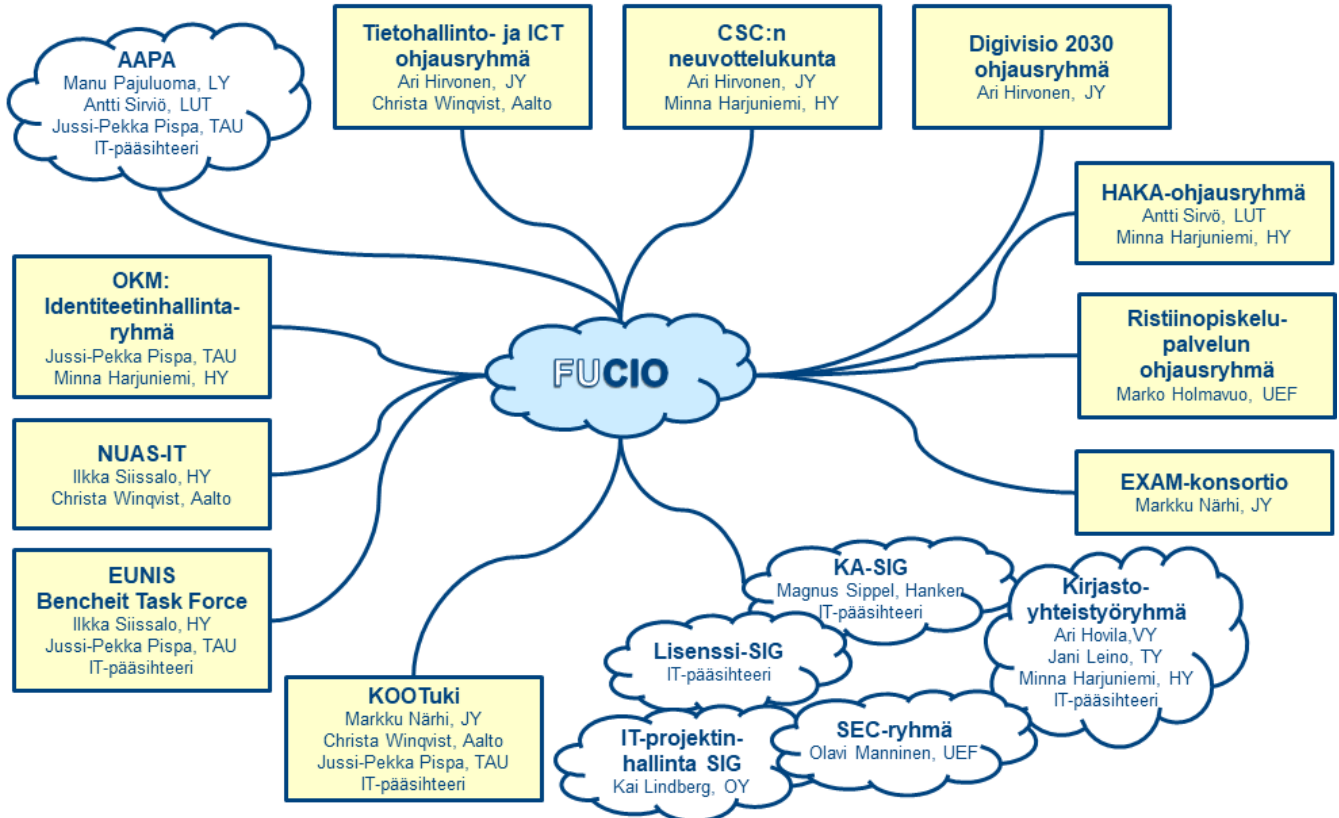 AAPA
Manu Pajuluoma, LY
Antti Sirviö, LUT
Jussi-Pekka Pispa, TAU
IT-pääsihteeri
Tietohallinto- ja ICT
ohjausryhmä
Ari Hirvonen, JY
Christa Winqvist, Aalto
CSC:n
neuvottelukunta
Ari Hirvonen, JY
Minna Harjuniemi, HY
Digivisio 2030
ohjausryhmä
Ari Hirvonen, JY
HAKA-ohjausryhmä
Antti Sirvö, LUT
Minna Harjuniemi, HY
OKM:
Identiteetinhallinta-
ryhmä
Jussi-Pekka Pispa, TAU
Minna Harjuniemi, HY
FUCIO
Ristiinopiskelu-
palvelun
ohjausryhmä
Marko Holmavuo, UEF
NUAS-IT
Ilkka Siissalo, HY
Christa Winqvist, Aalto
EXAM-konsortio
Markku Närhi, JY
EUNIS
Bencheit Task Force
Ilkka Siissalo, HY
Jussi-Pekka Pispa, TAU
IT-pääsihteeri
KOOTuki
Markku Närhi, JY
Christa Winqvist, Aalto
Jussi-Pekka Pispa, TAU
IT-pääsihteeri
KA-SIG
Magnus Sippel, Hanken
IT-pääsihteeri
Lisenssi-SIG
IT-pääsihteeri
Kirjasto-
yhteistyöryhmä
Ari Hovila,VY
Jani Leino, TY
Minna Harjuniemi, HY
IT-pääsihteeri
IT-projektin-
hallinta SIG
Kai Lindberg, OY
SEC-ryhmä
Olavi Manninen, UEF